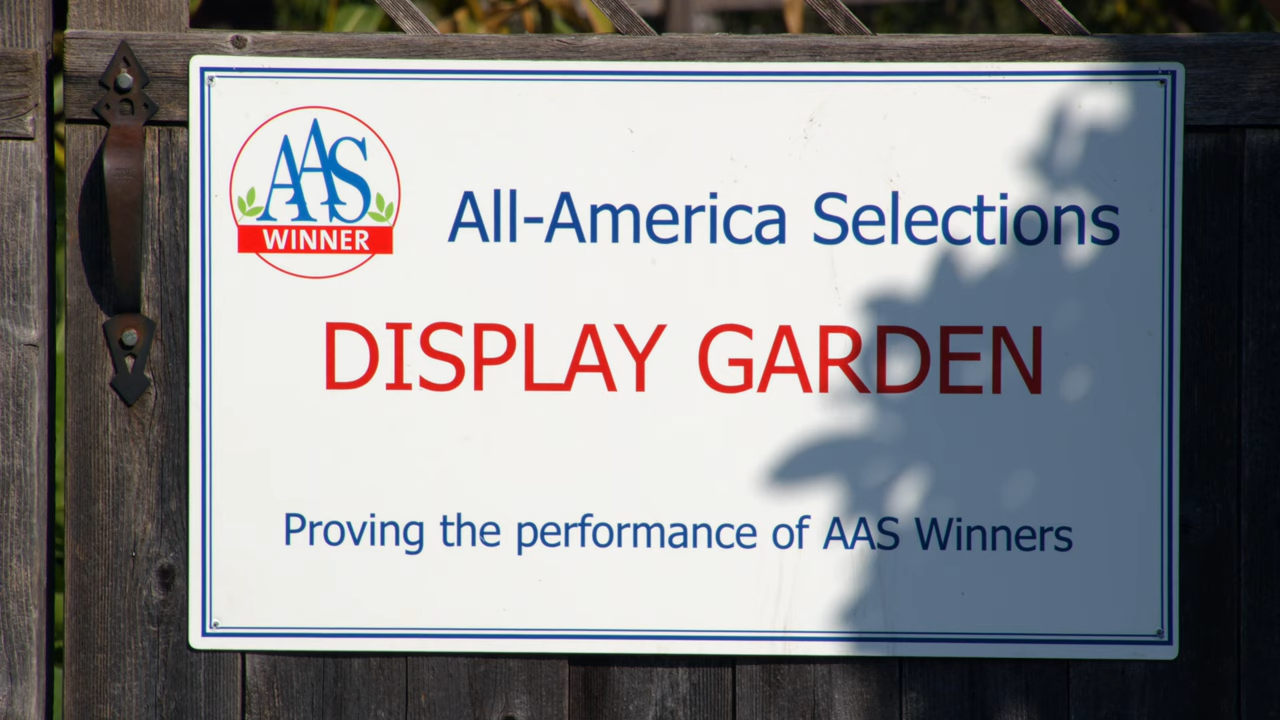 AAS
WINNER
All-America Selections
DISPLAY GARDEN
Proving the performance of AAS Winners